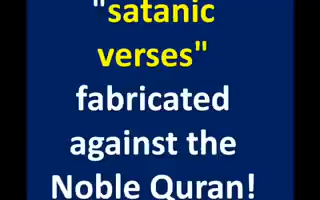 "satanic
verses"
fabricated
against the
Noble Quran!